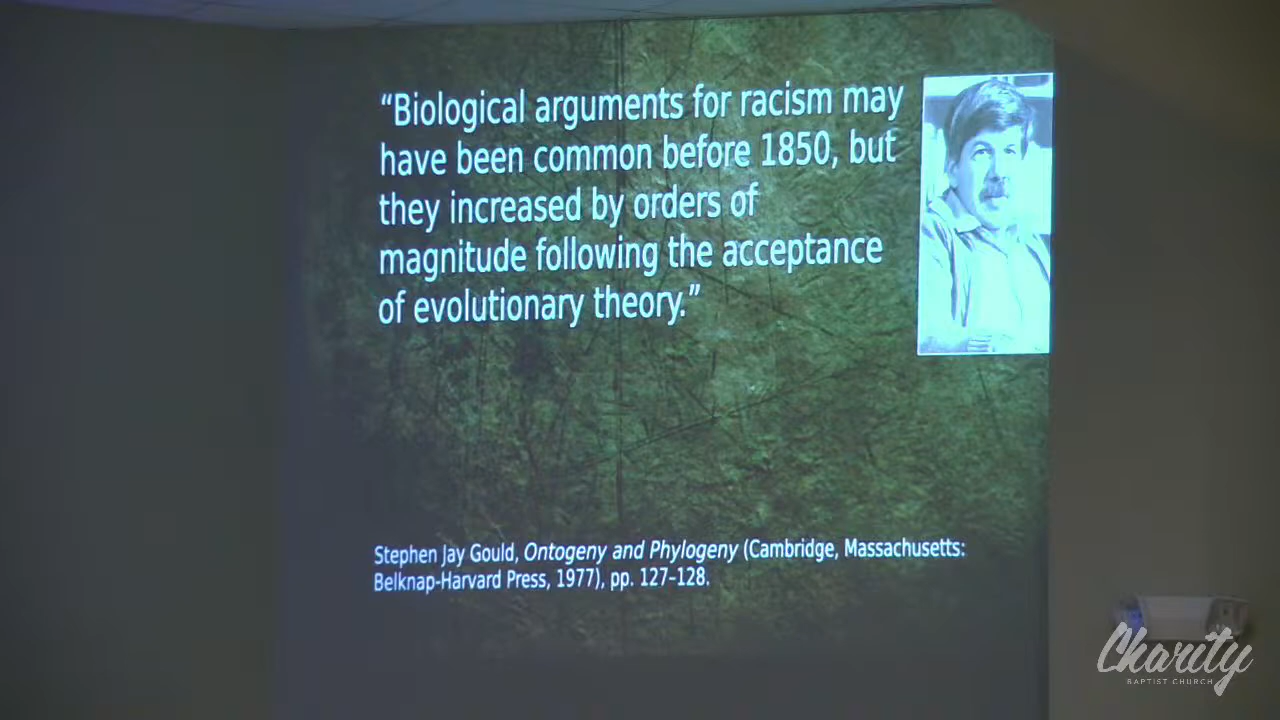 “Biological arguments for racism may
have been common before 1850, but
they increased by orders of
magnitude following the acceptance
of evolutionary theory.”
Stephen Jay Gould, Ontogeny and Phylogeny (Cambridge, Massachusetts:
Belknap-Harvard Press, 1977), pp. 127–128.
Charity
BAPTIST CHURCH